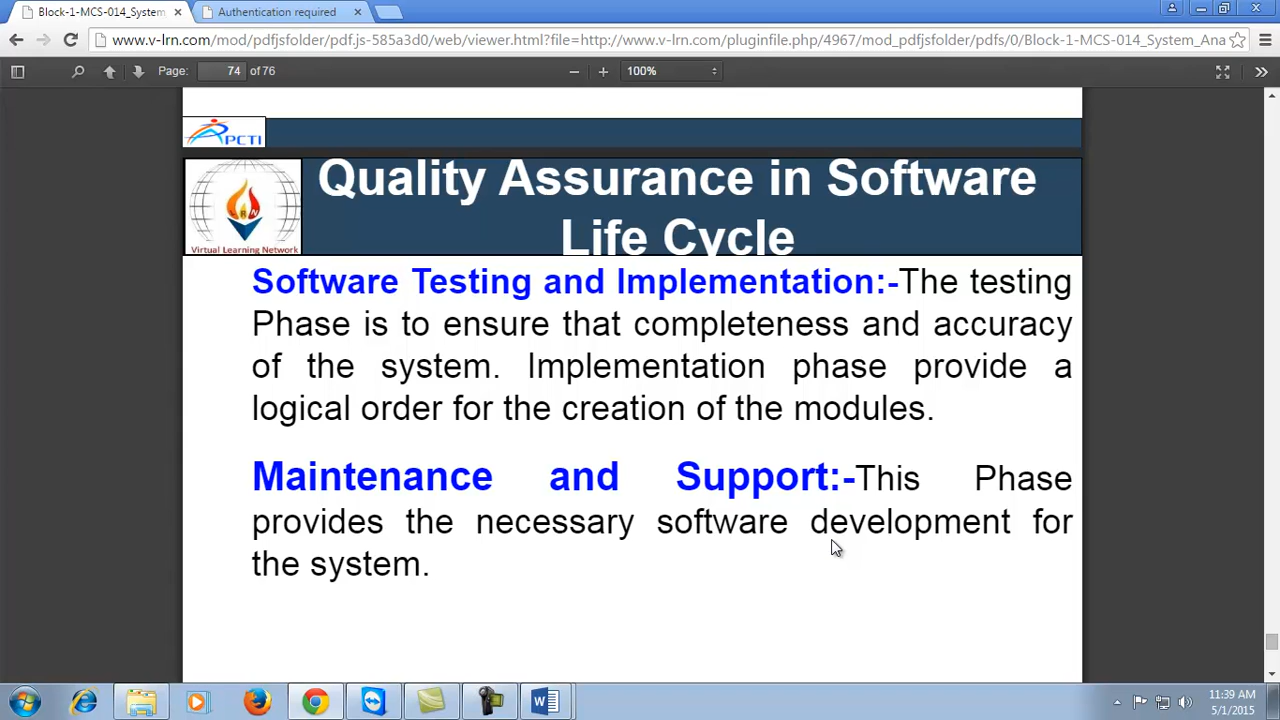 Block-1-MCS-014_System
Authentication required
www.v-lrn.com/mod/pdfjsfolder/pdf.js-585a3d0/web/viewer.html?file=http://www.v-lrn.com/pluginfile.php/4967/mod_pdfjsfolder/pdfs/0/Block-1-MCS-014_System_Ana
Page: 74 of 76
100%
PCTI
Quality Assurance in Software
Life Cycle
Virtual Learning Network
Software Testing and Implementation:-The testing
Phase is to ensure that completeness and accuracy
of the system. Implementation phase provide a
logical order for the creation of the modules.
Maintenance and Support:-This Phase
provides the necessary software development for
the system.
11:39 AM
5/1/2015